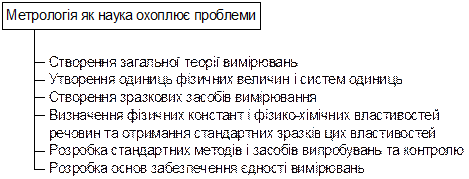 Метрологія як наука охоплює проблеми
Створення загальної теорії вимірювань
Утворення одиниць фізичних величин і систем одиниць
Створення зразкових засобів вимірювання
Визначення фізичних констант і фізико-хімічних властивостей
речовин та отримання стандартних зразків цих властивостей
Розробка стандартних методів і засобів випробувань та контролю
Розробка основ забезпечення єдності вимірювань